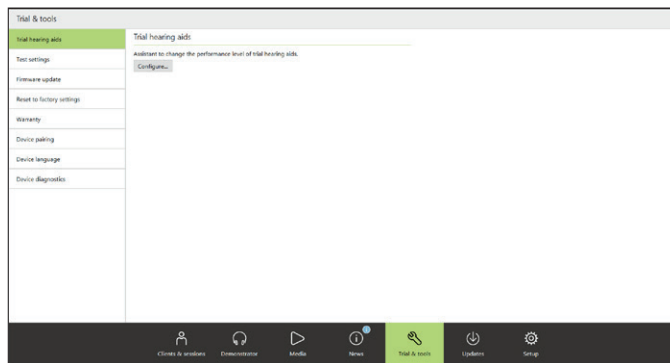 Trial & tools
Trial hearing aids
Test settings
Firmware update
Reset to factory settings
Warranty
Device pairing
Device language
Device diagnostics
Trial hearing aids
Assistant to change the performance level of trial hearing aids.
Configure...
Clients & sessions
Demonstrator
Media
News
Trial & tools
Updates
Setup